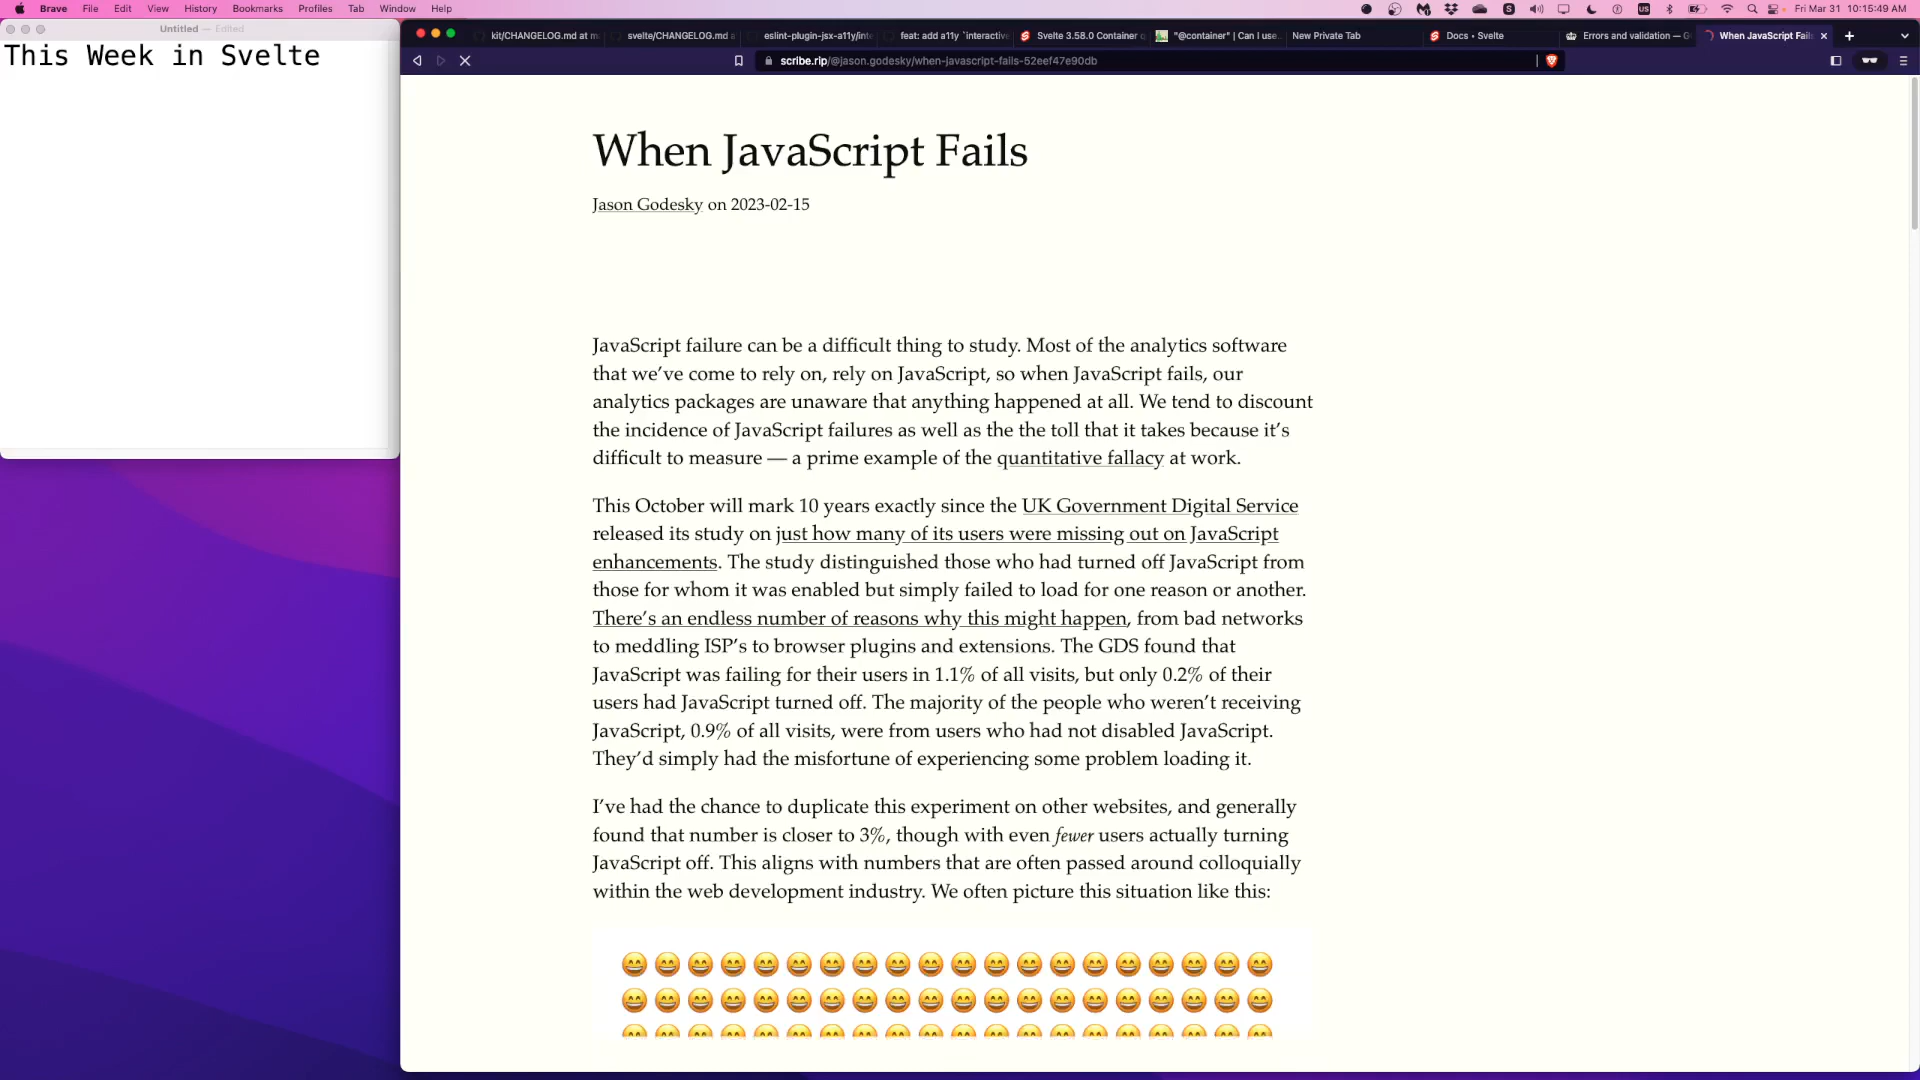 Brave File Edit View History Bookmarks Profiles Tab Window Help
Fri Mar 31 10:15:49 AM
Untitled — Edited
This Week in Svelte
kit/CHANGELOG.md at m
svelte/CHANGELOG.md a
eslint-plugin-jsx-a11y/inte
feat: add a11y `interactive
Svelte 3.58.0 Container q
"@container" | Can I use
New Private Tab
Docs • Svelte
Errors and validation — G
When JavaScript Fail
scribe.rip/@jason.godesky/when-javascript-fails-52eef47e90db
When JavaScript Fails
Jason Godesky on 2023-02-15
JavaScript failure can be a difficult thing to study. Most of the analytics software
that we’ve come to rely on, rely on JavaScript, so when JavaScript fails, our
analytics packages are unaware that anything happened at all. We tend to discount
the incidence of JavaScript failures as well as the the toll that it takes because it’s
difficult to measure — a prime example of the quantitative fallacy at work.
This October will mark 10 years exactly since the UK Government Digital Service
released its study on just how many of its users were missing out on JavaScript
enhancements. The study distinguished those who had turned off JavaScript from
those for whom it was enabled but simply failed to load for one reason or another.
There’s an endless number of reasons why this might happen, from bad networks
to meddling ISP’s to browser plugins and extensions. The GDS found that
JavaScript was failing for their users in 1.1% of all visits, but only 0.2% of their
users had JavaScript turned off. The majority of the people who weren’t receiving
JavaScript, 0.9% of all visits, were from users who had not disabled JavaScript.
They’d simply had the misfortune of experiencing some problem loading it.
I’ve had the chance to duplicate this experiment on other websites, and generally
found that number is closer to 3%, though with even fewer users actually turning
JavaScript off. This aligns with numbers that are often passed around colloquially
within the web development industry. We often picture this situation like this: